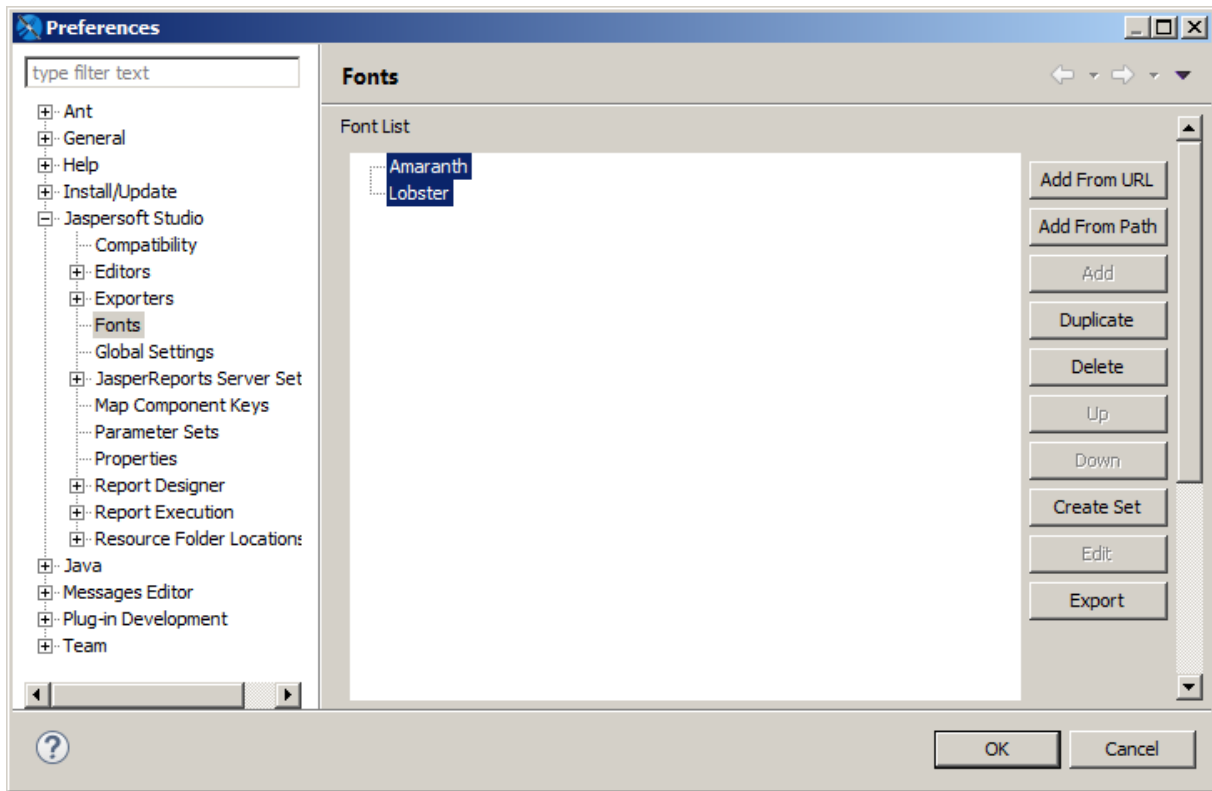 Preferences
type filter text
Ant
General
Help
Install/Update
Jaspersoft Studio
Compatibility
Editors
Exporters
Fonts
Global Settings
JasperReports Server Set
Map Component Keys
Parameter Sets
Properties
Report Designer
Report Execution
Resource Folder Locations
Java
Messages Editor
Plug-in Development
Team
Fonts
Font List
Amaranth
Lobster
Add From URL
Add From Path
Add
Duplicate
Delete
Up
Down
Create Set
Edit
Export
OK
Cancel